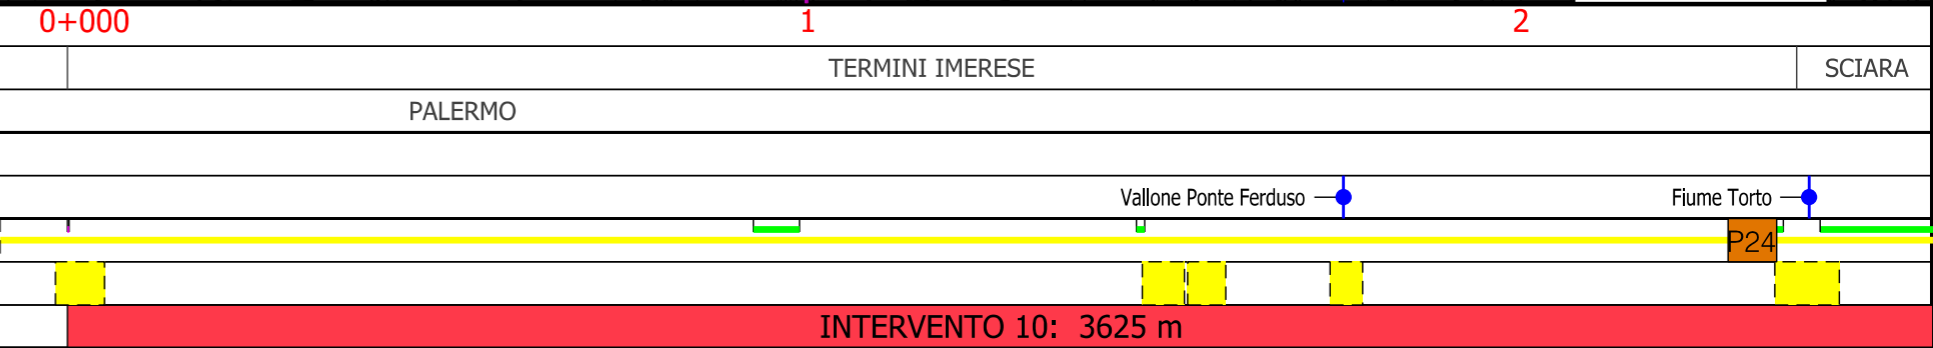 0+000 1 2
TERMINI IMERESE SCIARA
PALERMO
Vallone Ponte Ferduso Fiume Torto
P24
INTERVENTO 10: 3625 m